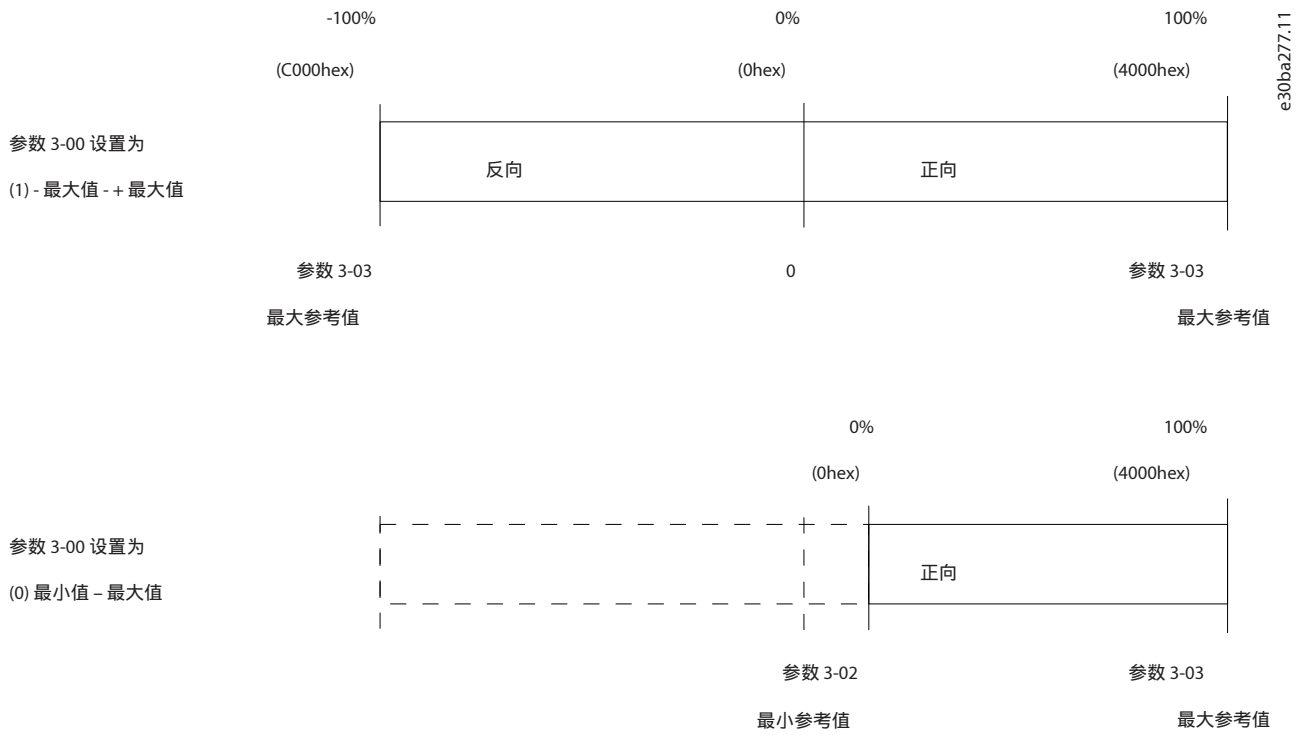 -100%
0%
100%
(C000hex)
(0hex)
(4000hex)
e30ba277.11
参数 3-00 设置为
(1) - 最大值 - + 最大值
反向
正向
参数 3-03
0
参数 3-03
最大参考值
最大参考值
0%
100%
(0hex)
(4000hex)
参数 3-00 设置为
(0) 最小值 – 最大值
正向
参数 3-02
参数 3-03
最小参考值
最大参考值